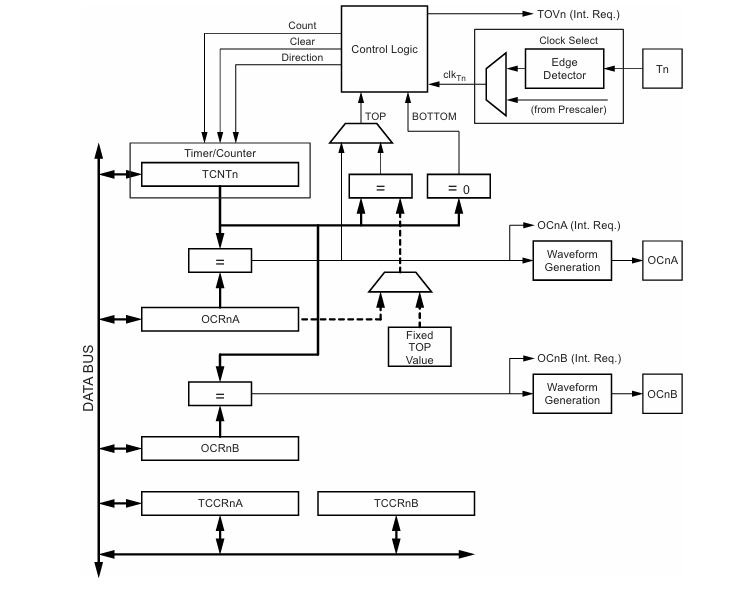 Count
Clear
Direction
Control Logic
TOVn (Int. Req.)
Clock Select
Edge
Detector
Tn
clkTn
(from Prescaler)
TOP
BOTTOM
Timer/Counter
TCNTn
=
= 0
OCnA (Int. Req.)
=
Waveform
Generation
OCnA
OCRnA
Fixed
TOP
Value
DATA BUS
OCnB (Int. Req.)
=
Waveform
Generation
OCnB
OCRnB
TCCRnA
TCCRnB